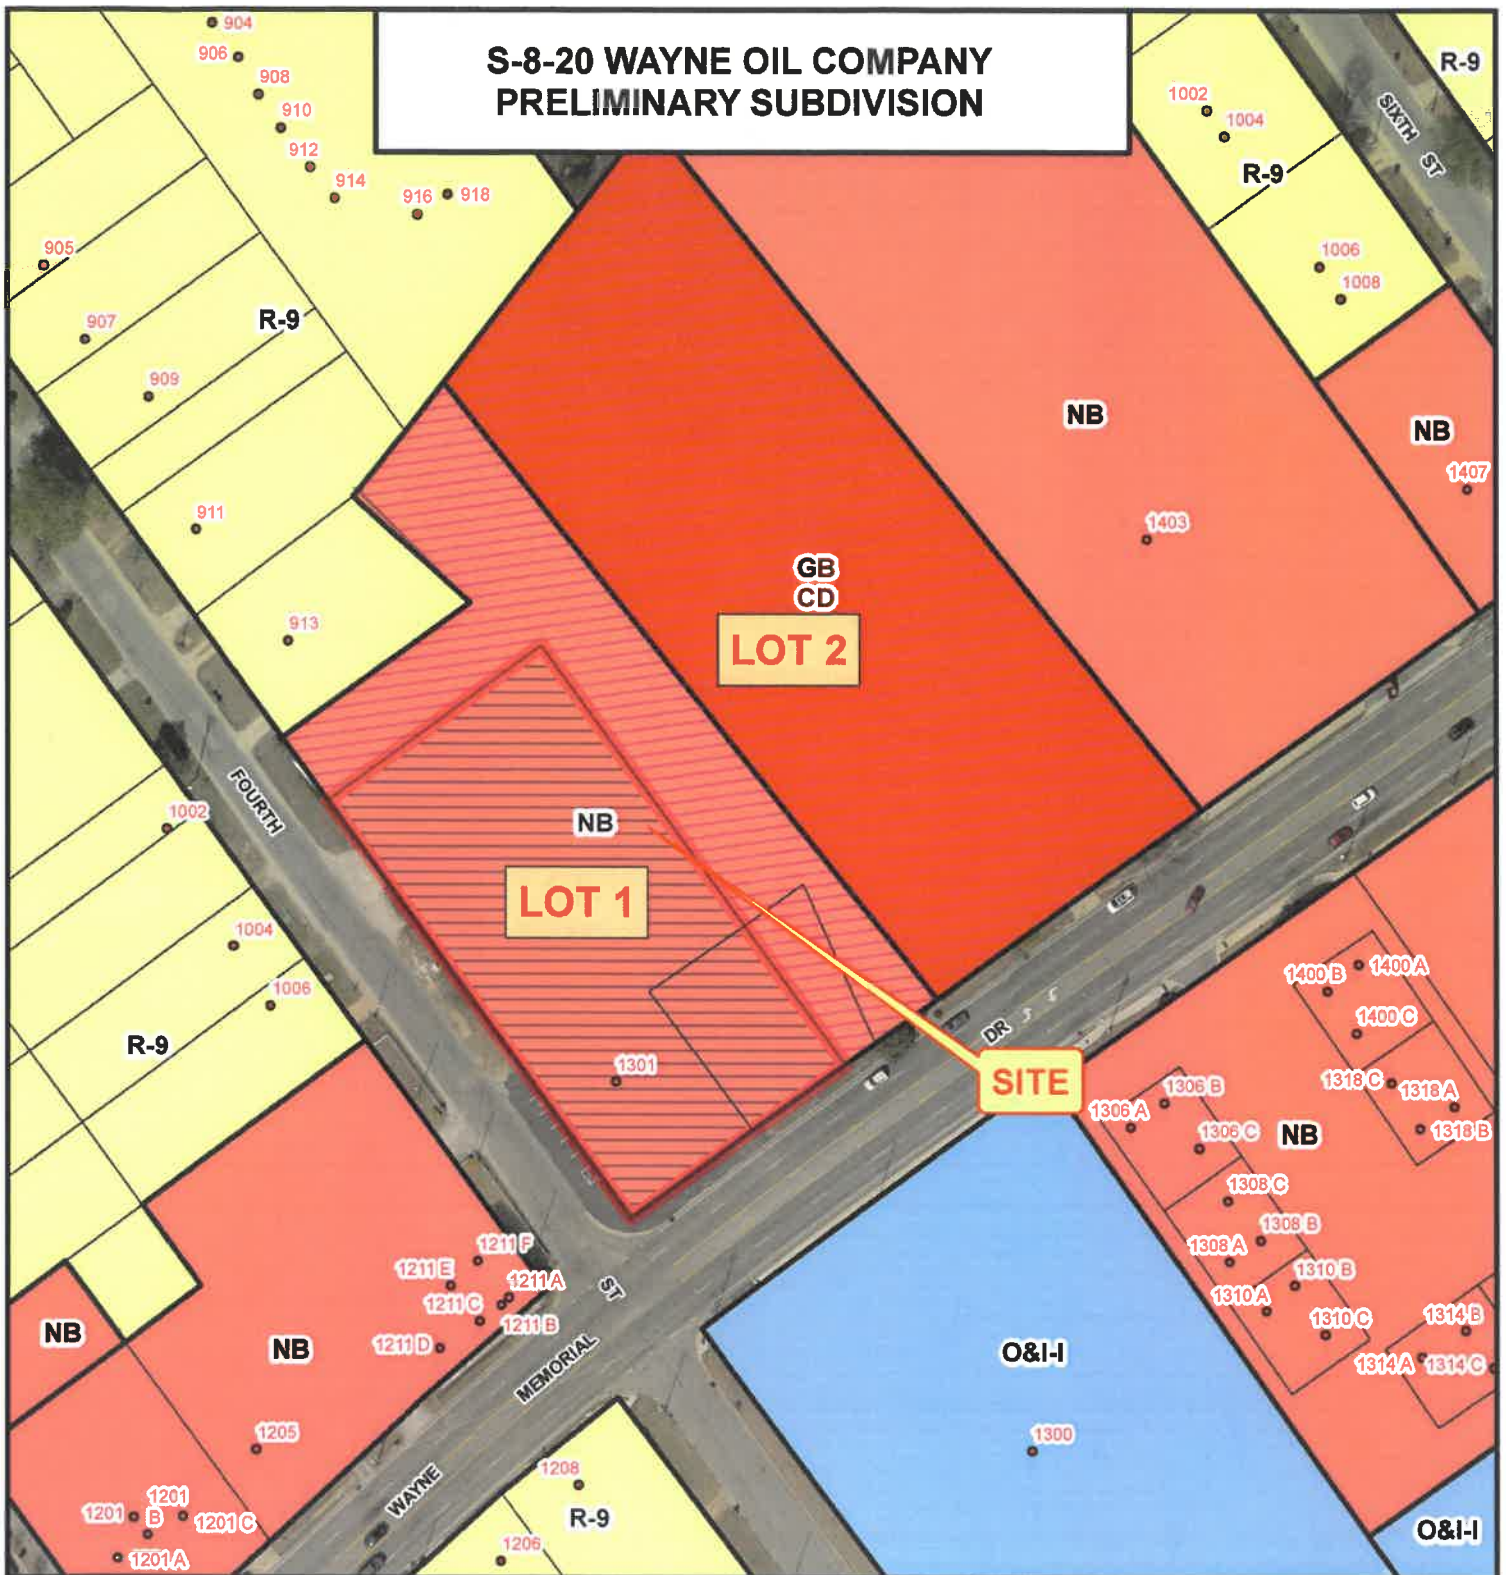 S-8-20 WAYNE OIL COMPANY
PRELIMINARY SUBDIVISION
904
906
908
910
912
914
916
918
905
907
909
R-9
911
913
1002
1004
R-9
R-9
SIXTH ST
1006
1008
NB
NB
1407
1403
GB
CD
LOT 2
FOURTH
ST
NB
LOT 1
1301
1002
1004
1006
R-9
SITE
DR
1400 B
1400 A
1400 C
1318 C
1318 A
1318 B
1306 B
1306 A
1306 C
NB
1308 C
1308 B
1308 A
1310 B
1310 A
1310 C
1314 B
1314 A
1314 C
1211 F
1211 E
1211 A
1211 C
1211 B
1211 D
NB
NB
MEMORIAL
WAYNE
O&I-I
1300
O&I-I
1205
1201
1201
B
1201 C
1201 A
1208
R-9
1206